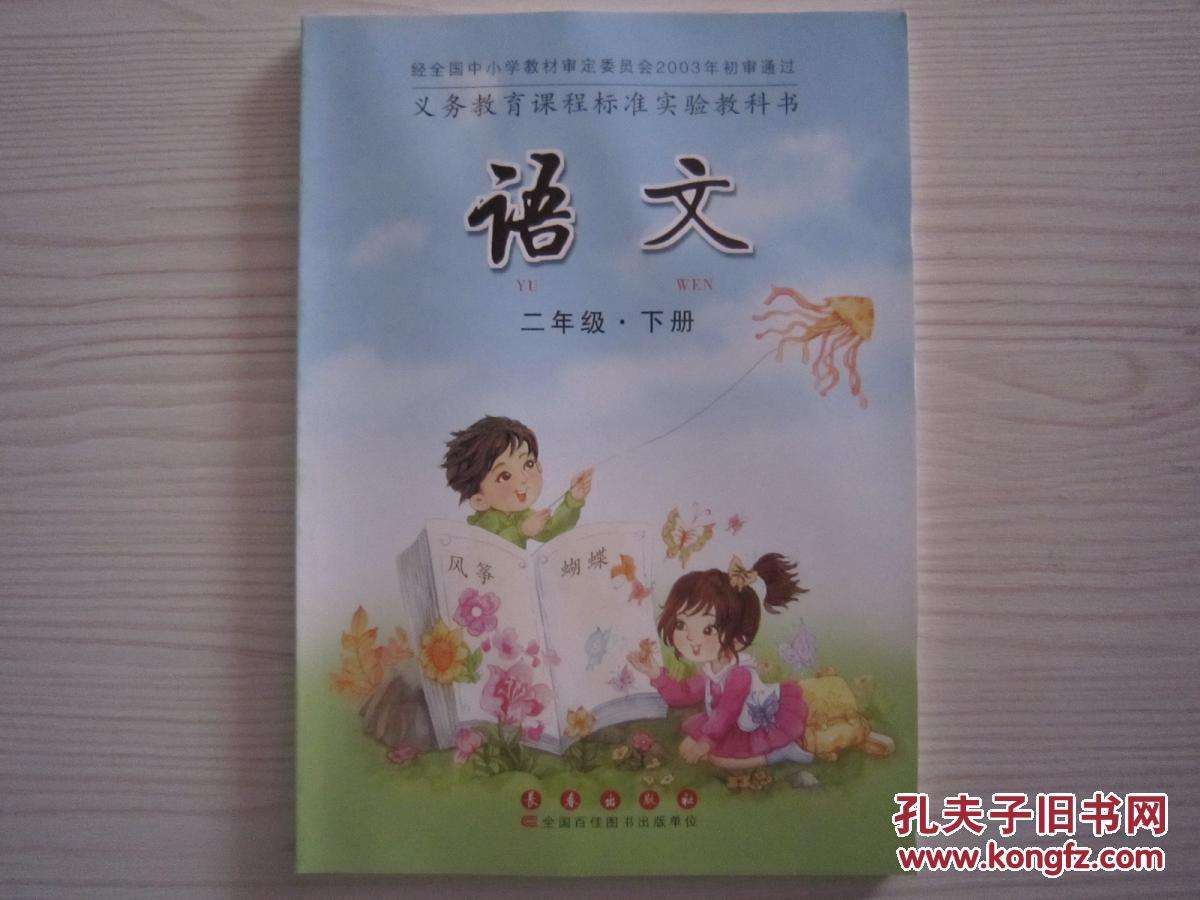 经全国中小学教材审定委员会2003年初审通过
义务教育课程标准实验教科书
语文
YU WEN
二年级·下册
风筝 蝴蝶
长春出版社
全国百佳图书出版单位
孔夫子旧书网
www.kongfz.com